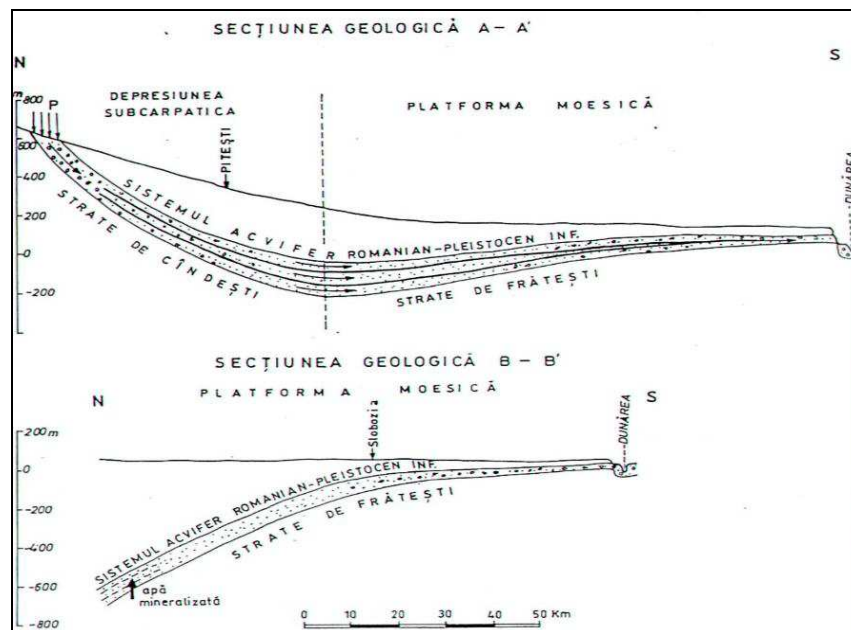 SECȚIUNEA GEOLOGICĂ A – A'
N
S
m 800
P
DEPRESIUNEA
SUBCARPATICA
PLATFORMA MOESICĂ
PITEȘTI
600
400
200
0
-200
DUNĂREA
SISTEMUL ACVIFER ROMANIAN-PLEISTOCEN INF.
STRATE DE CÎNDEȘTI
STRATE DE FRĂTEȘTI
SECȚIUNEA GEOLOGICĂ B – B'
PLATFORMA MOESICĂ
N
S
Slobozia
DUNĂREA
200 m
0
-200
-400
-600
-800
SISTEMUL ACVIFER ROMANIAN-PLEISTOCEN INF.
STRATE DE FRĂTEȘTI
apă
mineralizată
0 10 20 30 40 50 Km